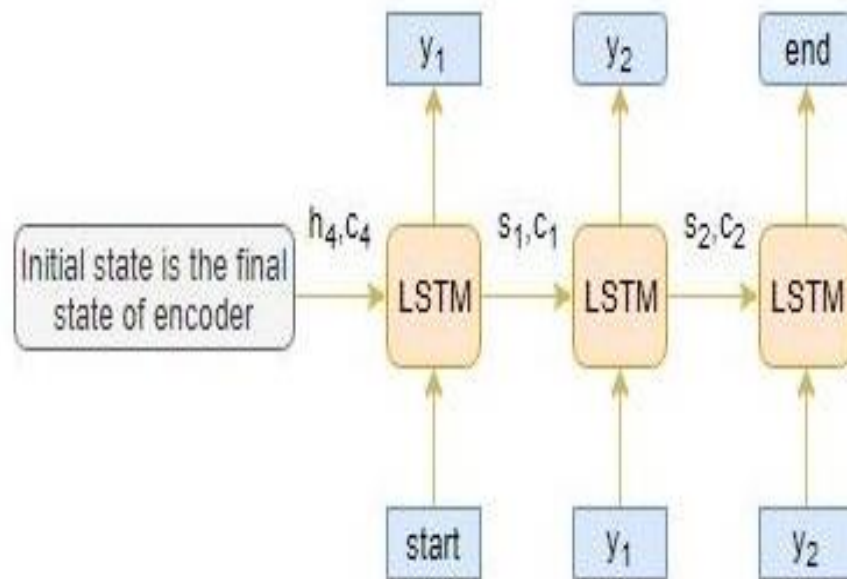 y₁ y₂ end
h₄,c₄ s₁,c₁ s₂,c₂
Initial state is the final
state of encoder
LSTM LSTM LSTM
start y₁ y₂